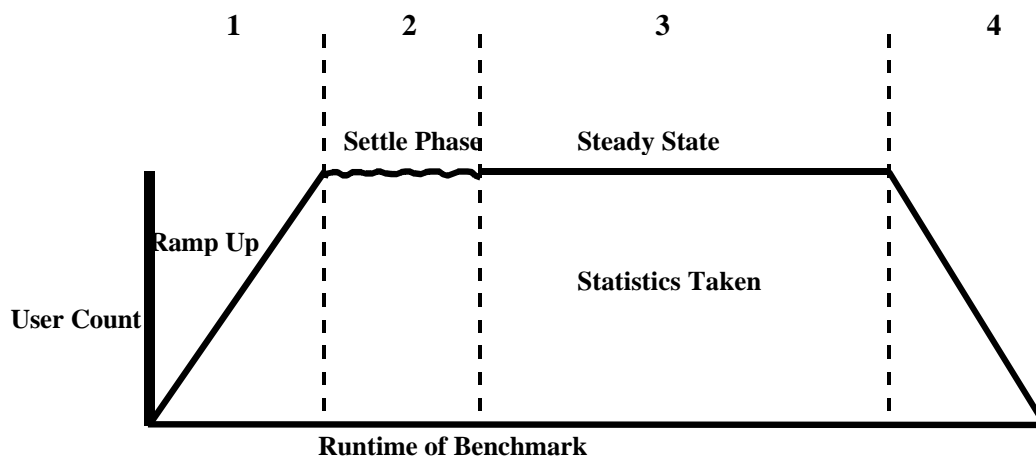 1 2 3 4
Settle Phase Steady State
Ramp Up
Statistics Taken
User Count
Runtime of Benchmark